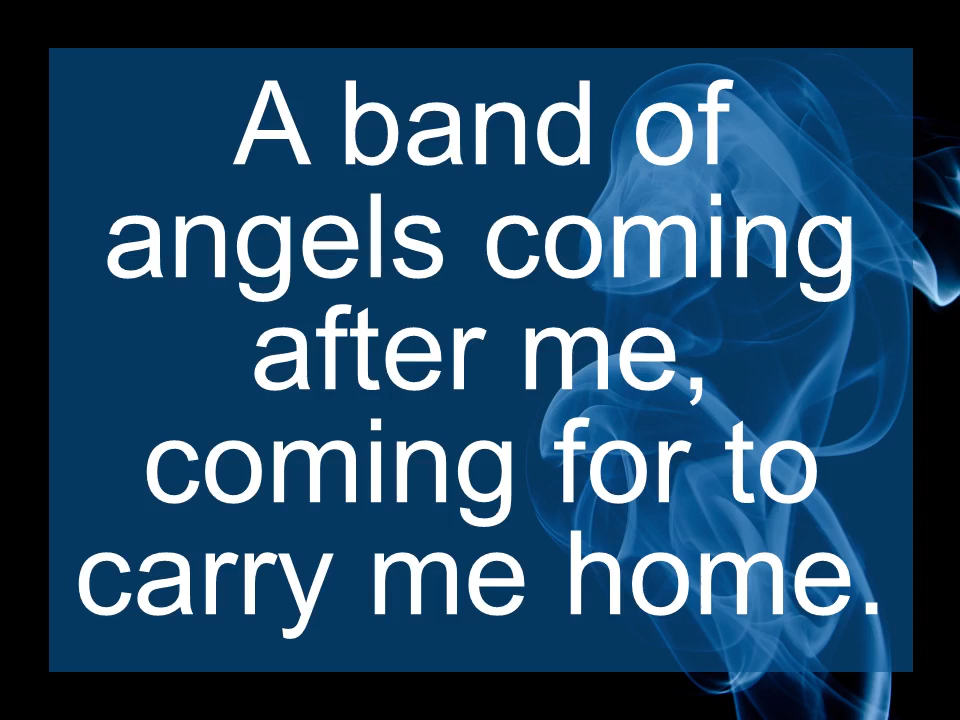 A band of
angels coming
after me,
coming for to
carry me home.